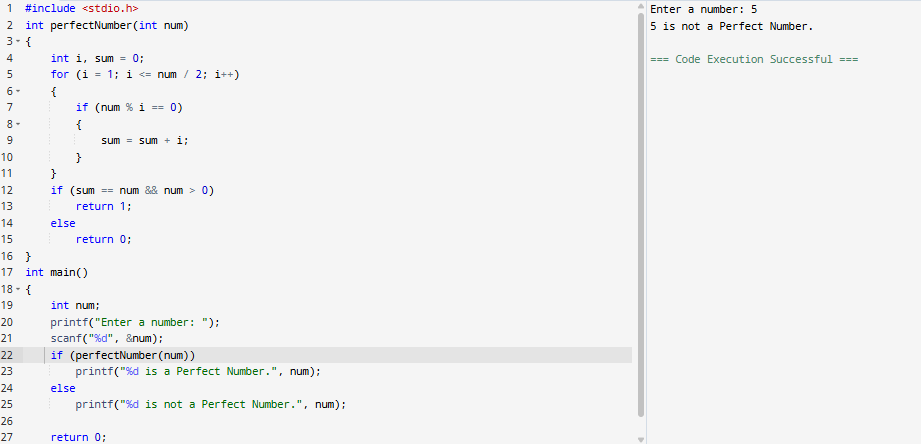 1 #include <stdio.h>
2 int perfectNumber(int num)
3 {
4 int i, sum = 0;
5 for (i = 1; i <= num / 2; i++)
6 {
7 if (num % i == 0)
8 {
9 sum = sum + i;
10 }
11 }
12 if (sum == num && num > 0)
13 return 1;
14 else
15 return 0;
16 }
17 int main()
18 {
19 int num;
20 printf("Enter a number: ");
21 scanf("%d", &num);
22 if (perfectNumber(num))
23 printf("%d is a Perfect Number.", num);
24 else
25 printf("%d is not a Perfect Number.", num);
26
27 return 0;
Enter a number: 5
5 is not a Perfect Number.
=== Code Execution Successful ===